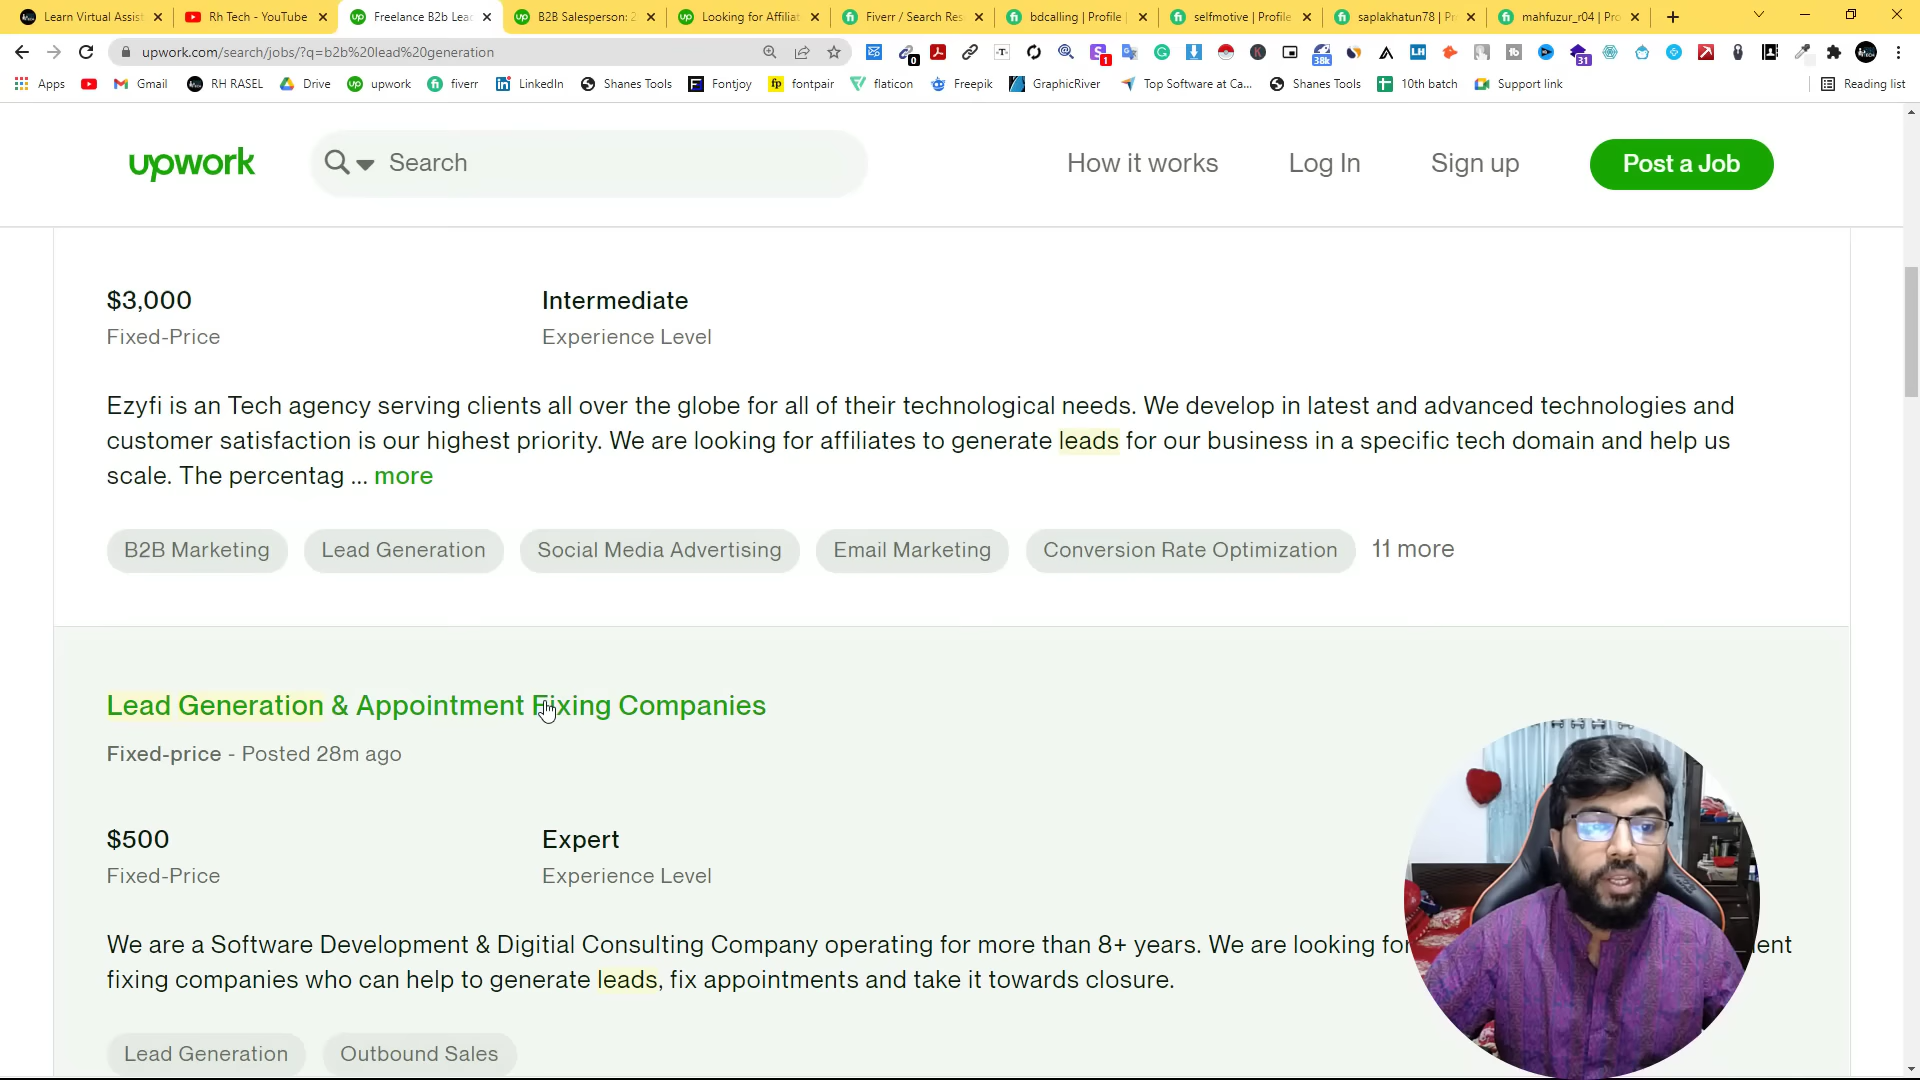 Learn Virtual Assist
Rh Tech - YouTube
Freelance B2b Lea
B2B Salesperson: 2
Looking for Affiliat
Fiverr / Search Res
bdcalling | Profile
selfmotive | Profile
saplakhatun78 | Pr
mahfuzur_r04 | Pro
upwork.com/search/jobs/?q=b2b%20lead%20generation
0
1
38k
31
Apps
Gmail
RH RASEL
Drive
upwork
fiverr
LinkedIn
Shanes Tools
Fontjoy
fontpair
flaticon
Freepik
GraphicRiver
Top Software at Ca...
Shanes Tools
10th batch
Support link
Reading list
upwork
Search
How it works
Log In
Sign up
Post a Job
$3,000
Intermediate
Fixed-Price
Experience Level
Ezyfi is an Tech agency serving clients all over the globe for all of their technological needs. We develop in latest and advanced technologies and
customer satisfaction is our highest priority. We are looking for affiliates to generate leads for our business in a specific tech domain and help us
scale. The percentag ... more
B2B Marketing
Lead Generation
Social Media Advertising
Email Marketing
Conversion Rate Optimization
11 more
Lead Generation & Appointment Fixing Companies
Fixed-price - Posted 28m ago
$500
Expert
Fixed-Price
Experience Level
We are a Software Development & Digitial Consulting Company operating for more than 8+ years. We are looking for ent
fixing companies who can help to generate leads, fix appointments and take it towards closure.
Lead Generation
Outbound Sales